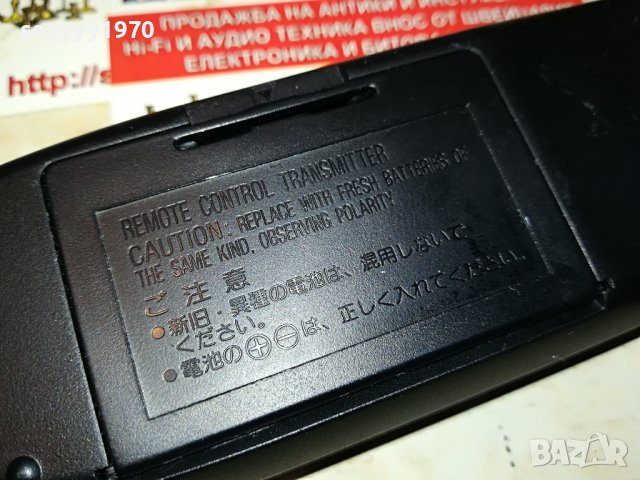 1970
ПРОДАЖБА НА АНТИКИ И
Hi-Fi И АУДИО ТЕХНИКА ВНОС ОТ ШВЕЙЦАРИЯ
ЕЛЕКТРОНИКА И БИТОВА
http://s
REMOTE CONTROL TRANSMITTER
CAUTION: REPLACE WITH FRESH BATTERIES OF
THE SAME KIND, OBSERVING POLARITY.
ご注意
●新旧・異種の電池は、混用しないで
ください。
●電池の⊕⊖は、正しく入れてください。
BAZAR